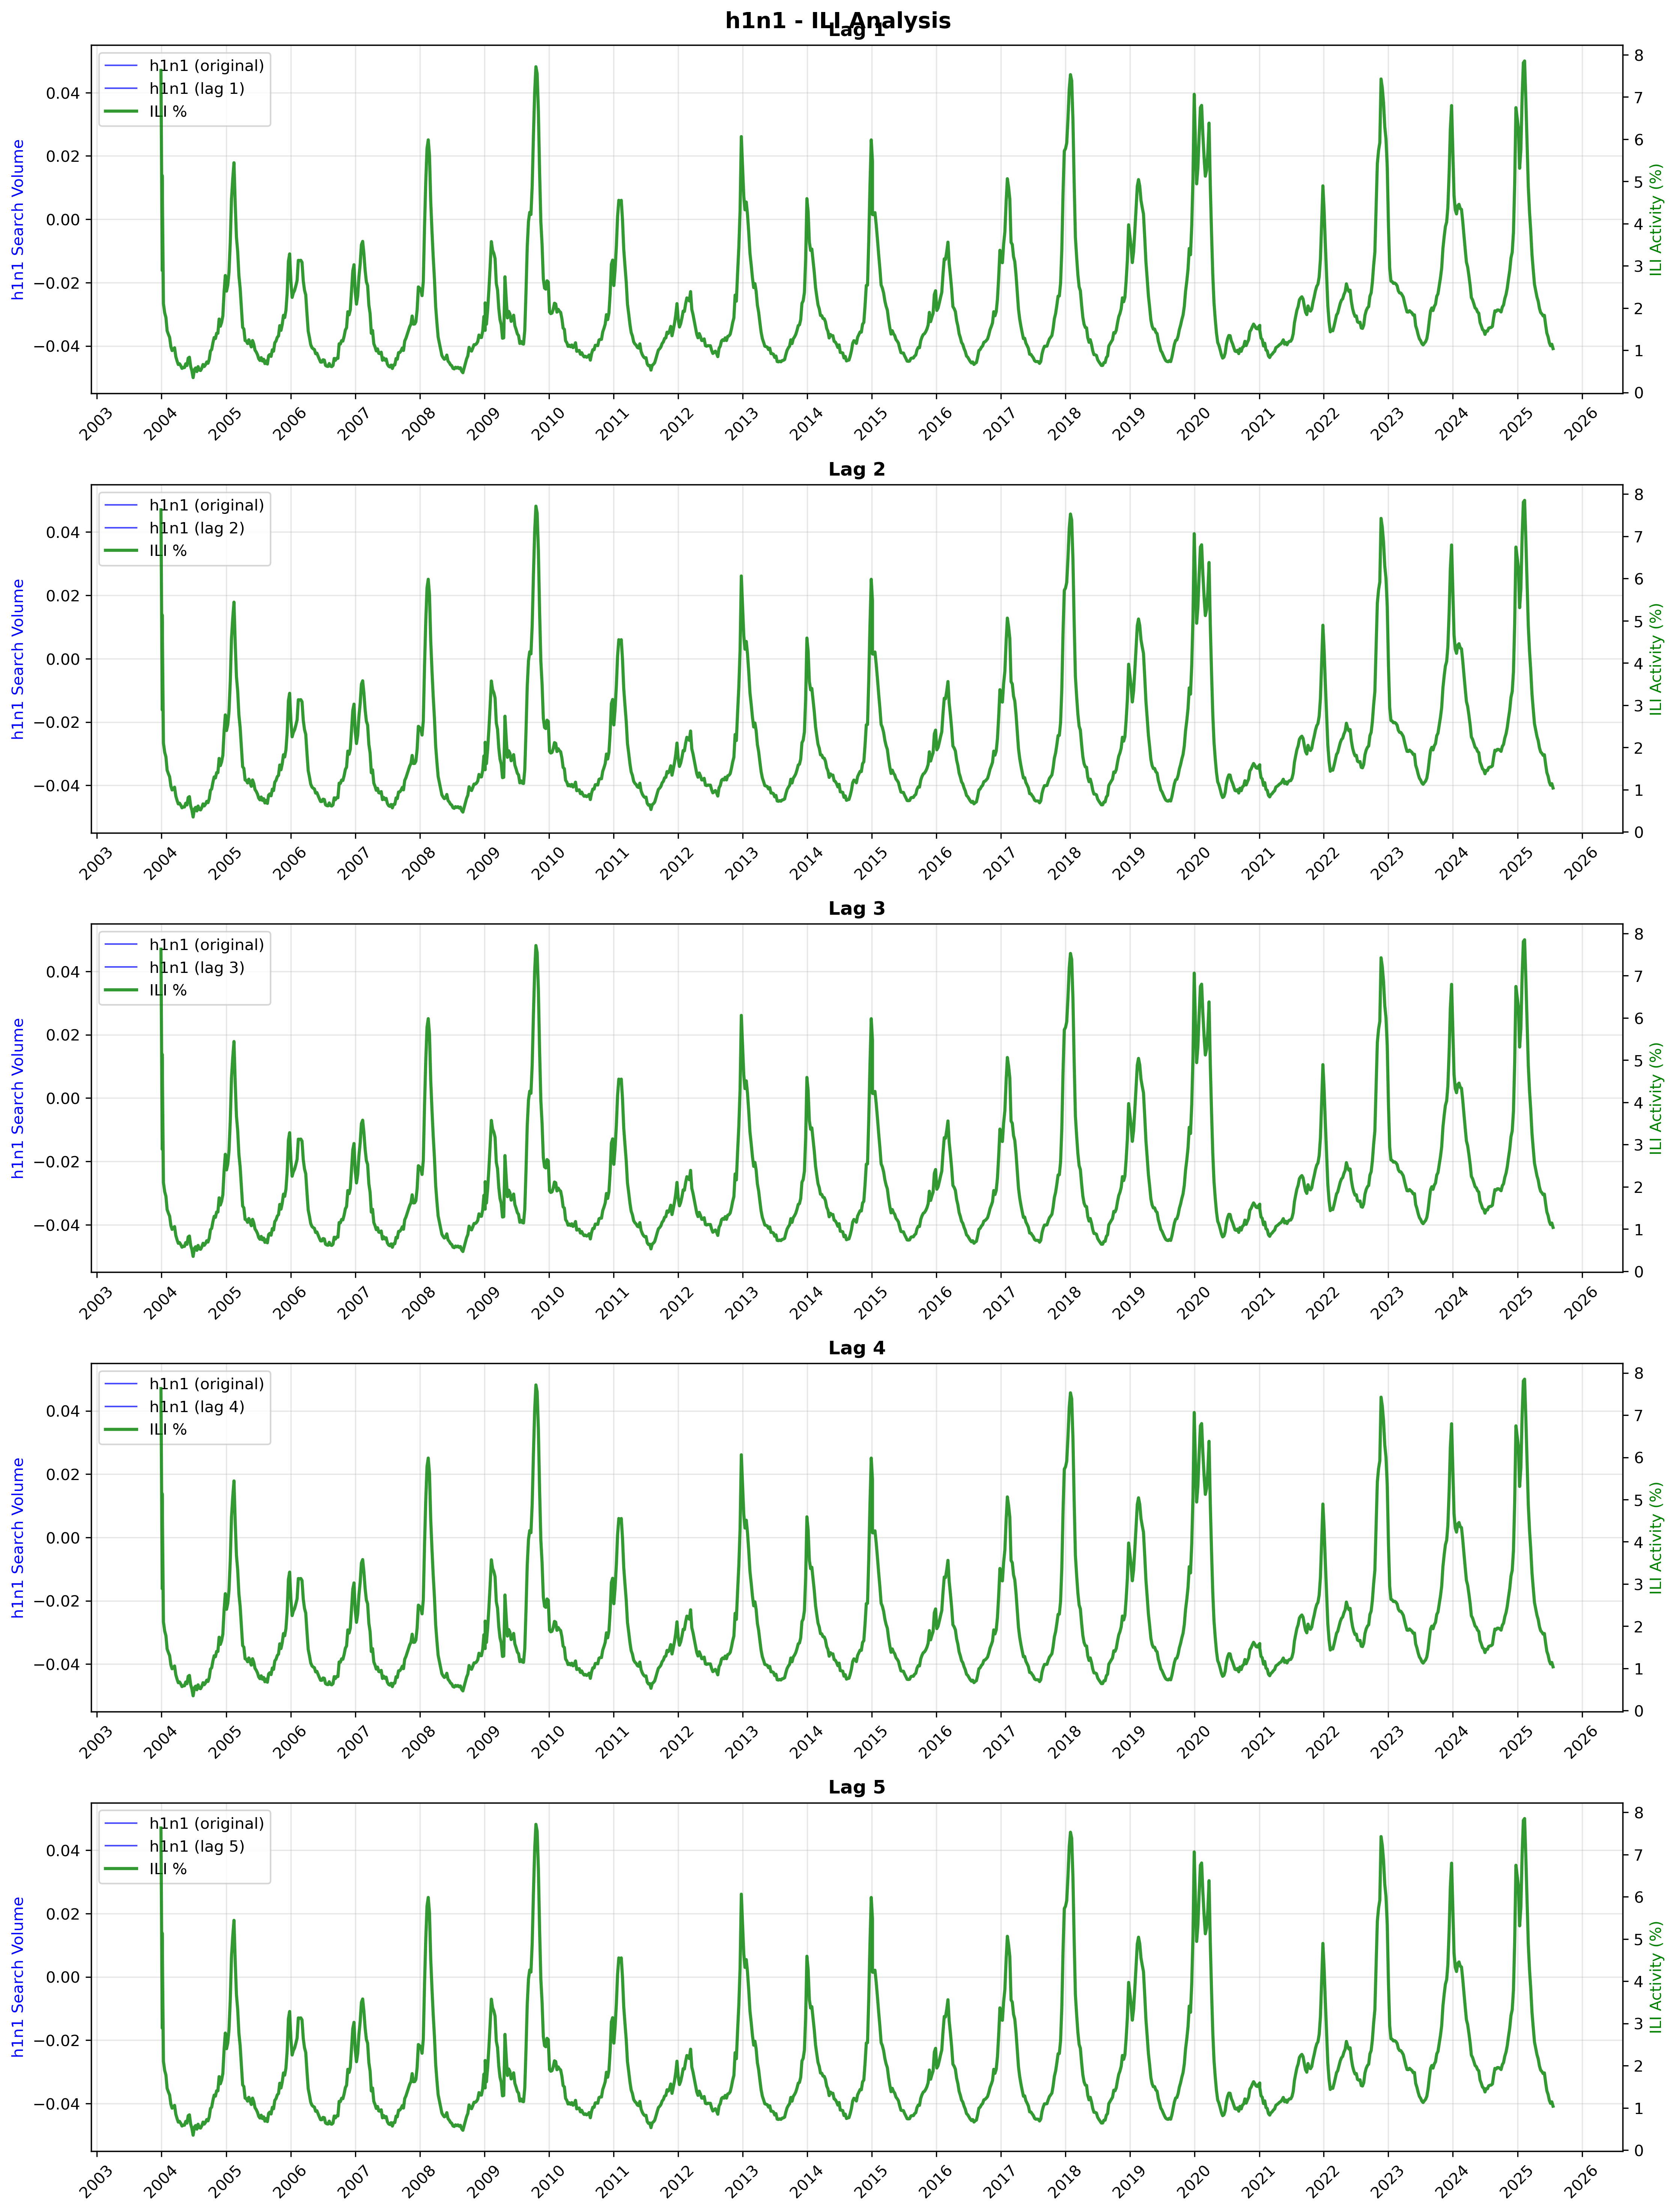 h1n1 - ILI Analysis
Lag 1
h1n1 (original)
h1n1 (lag 1)
ILI %
0.04
0.02
0.00
−0.02
−0.04
h1n1 Search Volume
8
7
6
5
4
3
2
1
0
ILI Activity (%)
2003 2004 2005 2006 2007 2008 2009 2010 2011 2012 2013 2014 2015 2016 2017 2018 2019 2020 2021 2022 2023 2024 2025 2026
Lag 2
h1n1 (original)
h1n1 (lag 2)
ILI %
0.04
0.02
0.00
−0.02
−0.04
h1n1 Search Volume
8
7
6
5
4
3
2
1
0
ILI Activity (%)
2003 2004 2005 2006 2007 2008 2009 2010 2011 2012 2013 2014 2015 2016 2017 2018 2019 2020 2021 2022 2023 2024 2025 2026
Lag 3
h1n1 (original)
h1n1 (lag 3)
ILI %
0.04
0.02
0.00
−0.02
−0.04
h1n1 Search Volume
8
7
6
5
4
3
2
1
0
ILI Activity (%)
2003 2004 2005 2006 2007 2008 2009 2010 2011 2012 2013 2014 2015 2016 2017 2018 2019 2020 2021 2022 2023 2024 2025 2026
Lag 4
h1n1 (original)
h1n1 (lag 4)
ILI %
0.04
0.02
0.00
−0.02
−0.04
h1n1 Search Volume
8
7
6
5
4
3
2
1
0
ILI Activity (%)
2003 2004 2005 2006 2007 2008 2009 2010 2011 2012 2013 2014 2015 2016 2017 2018 2019 2020 2021 2022 2023 2024 2025 2026
Lag 5
h1n1 (original)
h1n1 (lag 5)
ILI %
0.04
0.02
0.00
−0.02
−0.04
h1n1 Search Volume
8
7
6
5
4
3
2
1
0
ILI Activity (%)
2003 2004 2005 2006 2007 2008 2009 2010 2011 2012 2013 2014 2015 2016 2017 2018 2019 2020 2021 2022 2023 2024 2025 2026